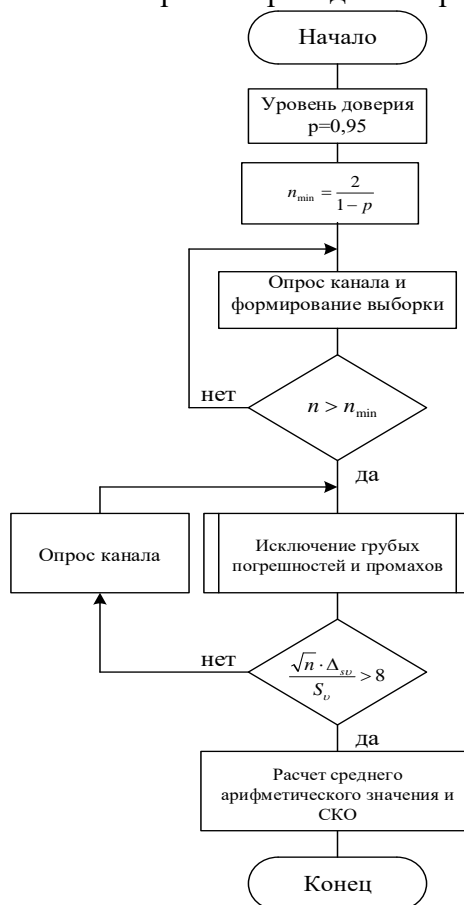 Начало
Уровень доверия
p=0,95
n_min = 2 / (1 − p)
Опрос канала и
формирование выборки
нет
n > n_min
да
Опрос канала
Исключение грубых
погрешностей и промахов
нет
√n · Δ_sυ / S_υ > 8
да
Расчет среднего
арифметического значения и
СКО
Конец